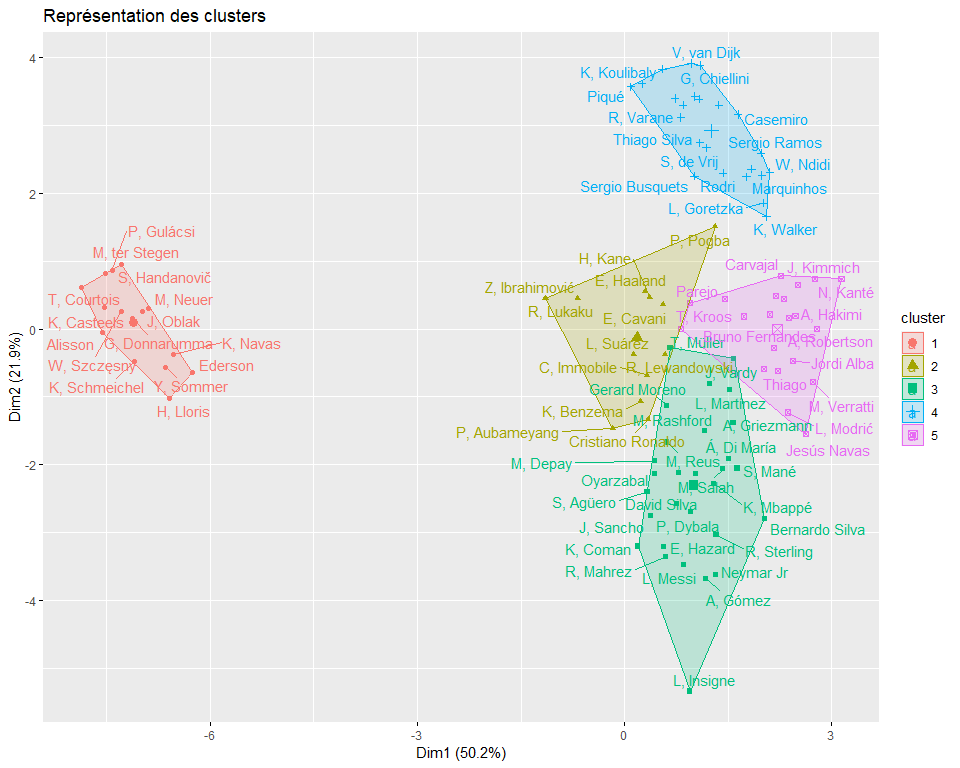 Représentation des clusters
V, van Dijk
K, Koulibaly
G, Chiellini
Piqué
R, Varane
Casemiro
Thiago Silva
Sergio Ramos
S, de Vrij
W, Ndidi
Sergio Busquets
Rodri
Marquinhos
L, Goretzka
K, Walker
P, Gulácsi
M, ter Stegen
S, Handanovič
T, Courtois
M, Neuer
K, Casteels
J, Oblak
Alisson
G, Donnarumma
K, Navas
W, Szczęsny
Ederson
K, Schmeichel
Y, Sommer
H, Lloris
P, Pogba
H, Kane
E, Haaland
Z, Ibrahimović
R, Lukaku
E, Cavani
L, Suárez
C, Immobile
R, Lewandowski
K, Benzema
P, Aubameyang
Cristiano Ronaldo
Carvajal
J, Kimmich
Parejo
N, Kanté
T, Kroos
A, Hakimi
Bruno Fernandes
A, Robertson
Jordi Alba
Thiago
M, Verratti
L, Modrić
Jesús Navas
T, Müller
J, Vardy
Gerard Moreno
L, Martínez
M, Rashford
A, Griezmann
Á, Di María
M, Depay
M, Reus
S, Mané
Oyarzabal
M, Salah
K, Mbappé
S, Agüero
David Silva
J, Sancho
P, Dybala
Bernardo Silva
K, Coman
E, Hazard
R, Sterling
R, Mahrez
L, Messi
Neymar Jr
A, Gómez
L, Insigne
4
2
0
-2
-4
-6
-3
0
3
Dim1 (50.2%)
Dim2 (21.9%)
cluster
a 1
a 2
a 3
a 4
a 5